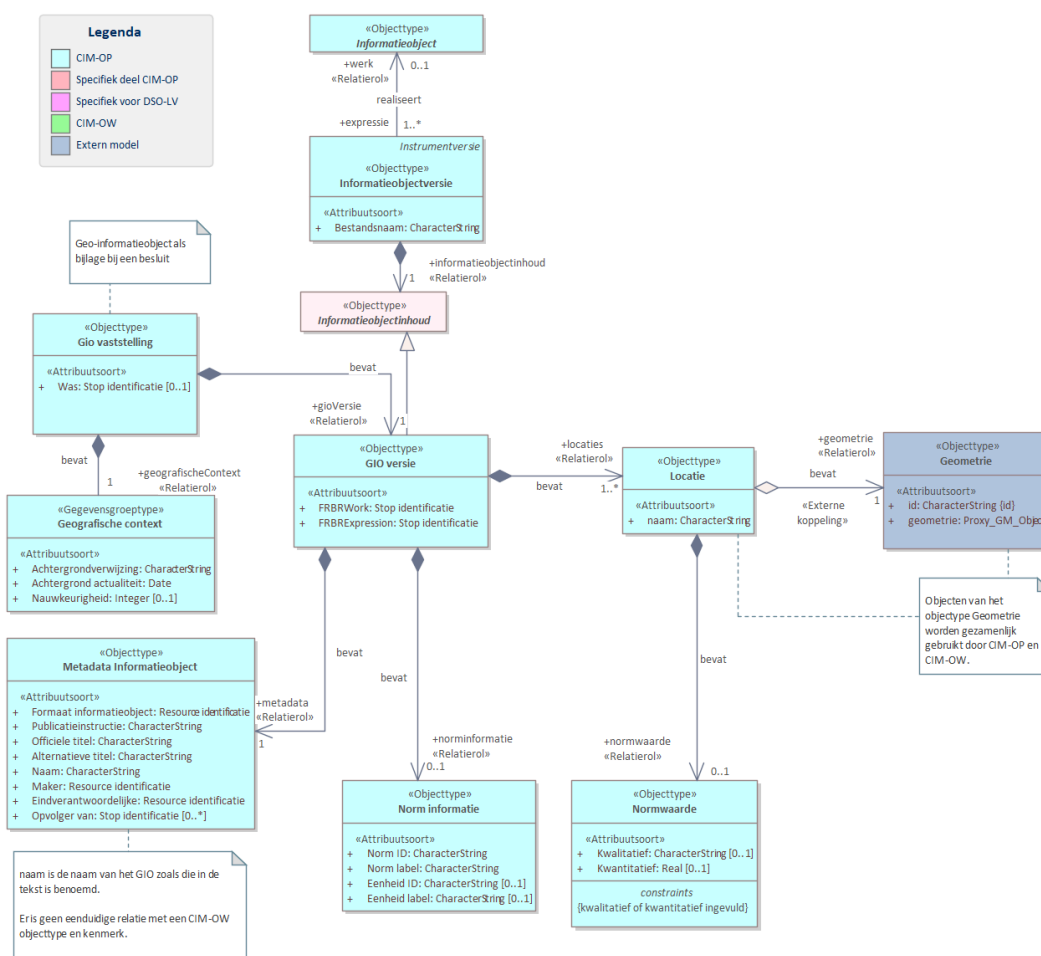 Legenda
CIM-OP
Specifiek deel CIM-OP
Specifiek voor DSO-LV
CIM-OW
Extern model
«Objecttype»
Informatieobject
+werk
«Relatierol»
0..1
realiseert
+expressie
1..*
Instrumentversie
«Objecttype»
Informatieobjectversie
«Attribuutsoort»
+ Bestandsnaam: CharacterString
+informatieobjectinhoud
«Relatierol»
1
«Objecttype»
Informatieobjectinhoud
Geo-informatieobject als
bijlage bij een besluit
«Objecttype»
Gio vaststelling
«Attribuutsoort»
+ Was: Stop identificatie [0..1]
bevat
+gioVersie
«Relatierol»
1
bevat
1
+geografischeContext
«Relatierol»
«Gegevensgroeptype»
Geografische context
«Attribuutsoort»
+ Achtergrondverwijzing: CharacterString
+ Achtergrond actualiteit: Date
+ Nauwkeurigheid: Integer [0..1]
«Objecttype»
GIO versie
«Attribuutsoort»
+ FRBRWork: Stop identificatie
+ FRBRExpression: Stop identificatie
+locaties
«Relatierol»
bevat
1..*
«Objecttype»
Locatie
«Attribuutsoort»
+ naam: CharacterString
+geometrie
«Relatierol»
bevat
1
«Externe
koppeling»
«Objecttype»
Geometrie
«Attribuutsoort»
+ id: CharacterString {id}
+ geometrie: Proxy_GM_Objec
Objecten van het
objectype Geometrie
worden gezamenlijk
gebruikt door CIM-OP en
CIM-OW.
«Objecttype»
Metadata Informatieobject
«Attribuutsoort»
+ Formaat informatieobject: Resource identificatie
+ Publicatieinstructie: CharacterString
+ Officiele titel: CharacterString
+ Alternatieve titel: CharacterString
+ Naam: CharacterString
+ Maker: Resource identificatie
+ Eindverantwoordelijke: Resource identificatie
+ Opvolger van: Stop identificatie [0..*]
bevat
+metadata
«Relatierol»
1
bevat
+norminformatie
«Relatierol»
0..1
bevat
+normwaarde
«Relatierol»
0..1
«Objecttype»
Norm informatie
«Attribuutsoort»
+ Norm ID: CharacterString
+ Norm label: CharacterString
+ Eenheid ID: CharacterString [0..1]
+ Eenheid label: CharacterString [0..1]
«Objecttype»
Normwaarde
«Attribuutsoort»
+ Kwalitatief: CharacterString [0..1]
+ Kwantitatief: Real [0..1]
constraints
{kwalitatief of kwantitatief ingevuld}
naam is de naam van het GIO zoals die in de
tekst is benoemd.
Er is geen eenduidige relatie met een CIM-OW
objecttype en kenmerk.